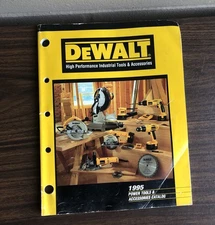 DEWALT
High Performance Industrial Tools & Accessories
1995
POWER TOOLS &
ACCESSORIES CATALOG